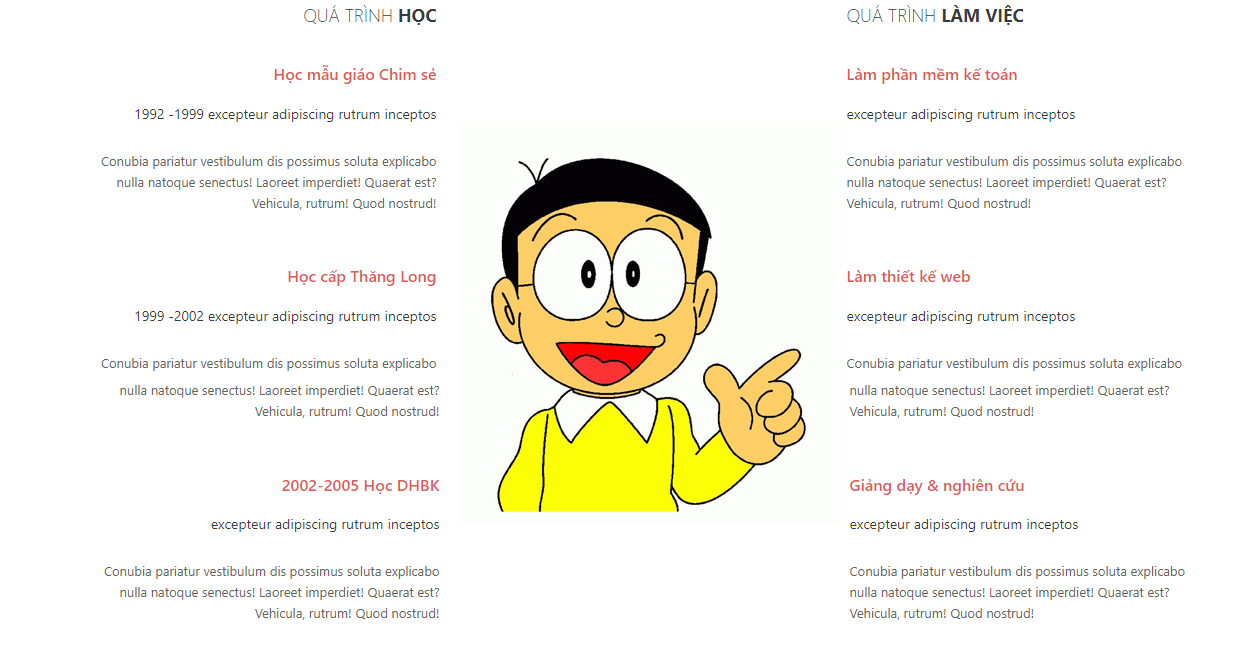 QUÁ TRÌNH HỌC
Học mẫu giáo Chim sẻ
1992 -1999 excepteur adipiscing rutrum inceptos
Conubia pariatur vestibulum dis possimus soluta explicabo
nulla natoque senectus! Laoreet imperdiet! Quaerat est?
Vehicula, rutrum! Quod nostrud!
Học cấp Thăng Long
1999 -2002 excepteur adipiscing rutrum inceptos
Conubia pariatur vestibulum dis possimus soluta explicabo
nulla natoque senectus! Laoreet imperdiet! Quaerat est?
Vehicula, rutrum! Quod nostrud!
2002-2005 Học DHBK
excepteur adipiscing rutrum inceptos
Conubia pariatur vestibulum dis possimus soluta explicabo
nulla natoque senectus! Laoreet imperdiet! Quaerat est?
Vehicula, rutrum! Quod nostrud!
QUÁ TRÌNH LÀM VIỆC
Làm phần mềm kế toán
excepteur adipiscing rutrum inceptos
Conubia pariatur vestibulum dis possimus soluta explicabo
nulla natoque senectus! Laoreet imperdiet! Quaerat est?
Vehicula, rutrum! Quod nostrud!
Làm thiết kế web
excepteur adipiscing rutrum inceptos
Conubia pariatur vestibulum dis possimus soluta explicabo
nulla natoque senectus! Laoreet imperdiet! Quaerat est?
Vehicula, rutrum! Quod nostrud!
Giảng dạy & nghiên cứu
excepteur adipiscing rutrum inceptos
Conubia pariatur vestibulum dis possimus soluta explicabo
nulla natoque senectus! Laoreet imperdiet! Quaerat est?
Vehicula, rutrum! Quod nostrud!